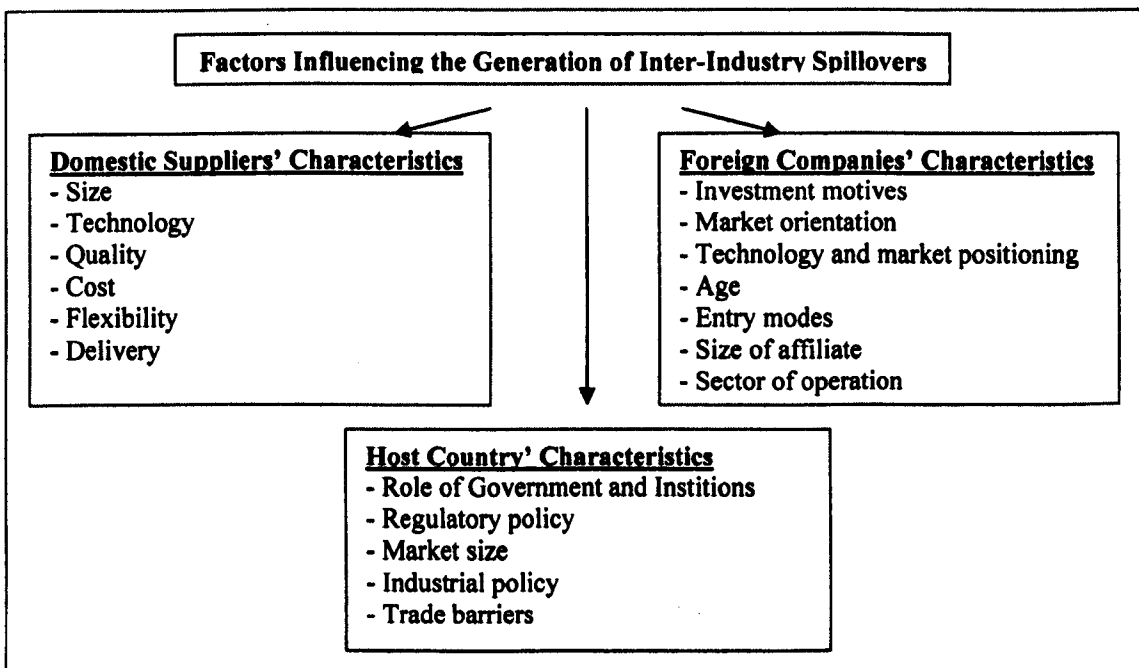 Factors Influencing the Generation of Inter-Industry Spillovers
Domestic Suppliers' Characteristics
- Size
- Technology
- Quality
- Cost
- Flexibility
- Delivery
Foreign Companies' Characteristics
- Investment motives
- Market orientation
- Technology and market positioning
- Age
- Entry modes
- Size of affiliate
- Sector of operation
Host Country' Characteristics
- Role of Government and Institions
- Regulatory policy
- Market size
- Industrial policy
- Trade barriers